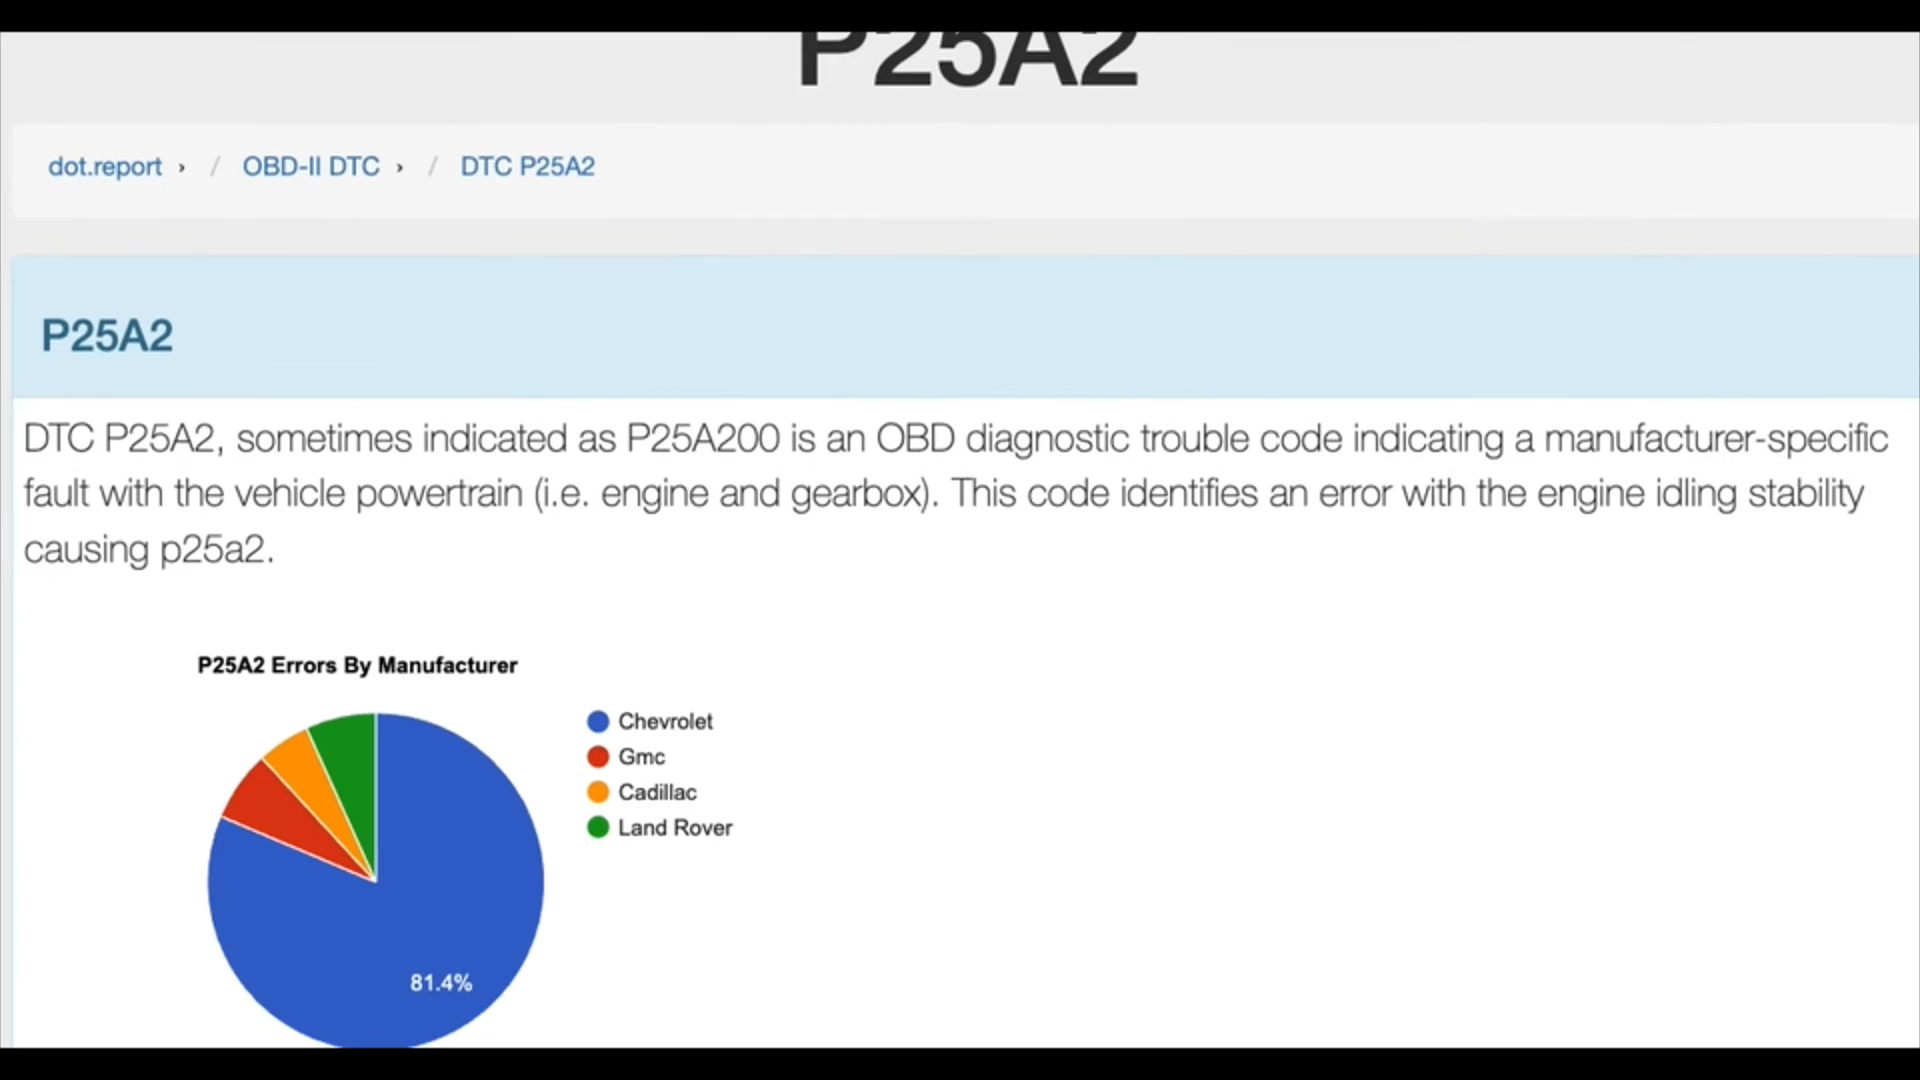 P25A2
dot.report › / OBD-II DTC › / DTC P25A2
P25A2
DTC P25A2, sometimes indicated as P25A200 is an OBD diagnostic trouble code indicating a manufacturer-specific
fault with the vehicle powertrain (i.e. engine and gearbox). This code identifies an error with the engine idling stability
causing p25a2.
P25A2 Errors By Manufacturer
Chevrolet
Gmc
Cadillac
Land Rover
81.4%